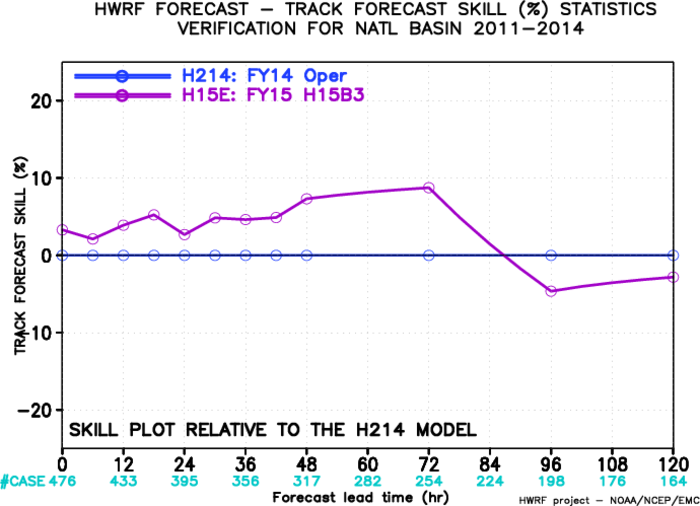 HWRF FORECAST – TRACK FORECAST SKILL (%) STATISTICS
VERIFICATION FOR NATL BASIN 2011–2014
H214: FY14 Oper
H15E: FY15 H15B3
TRACK FORECAST SKILL (%)
20
10
0
−10
−20
SKILL PLOT RELATIVE TO THE H214 MODEL
0 12 24 36 48 60 72 84 96 108 120
#CASE 476 433 395 356 317 282 254 224 198 176 164
Forecast lead time (hr)
HWRF project – NOAA/NCEP/EMC